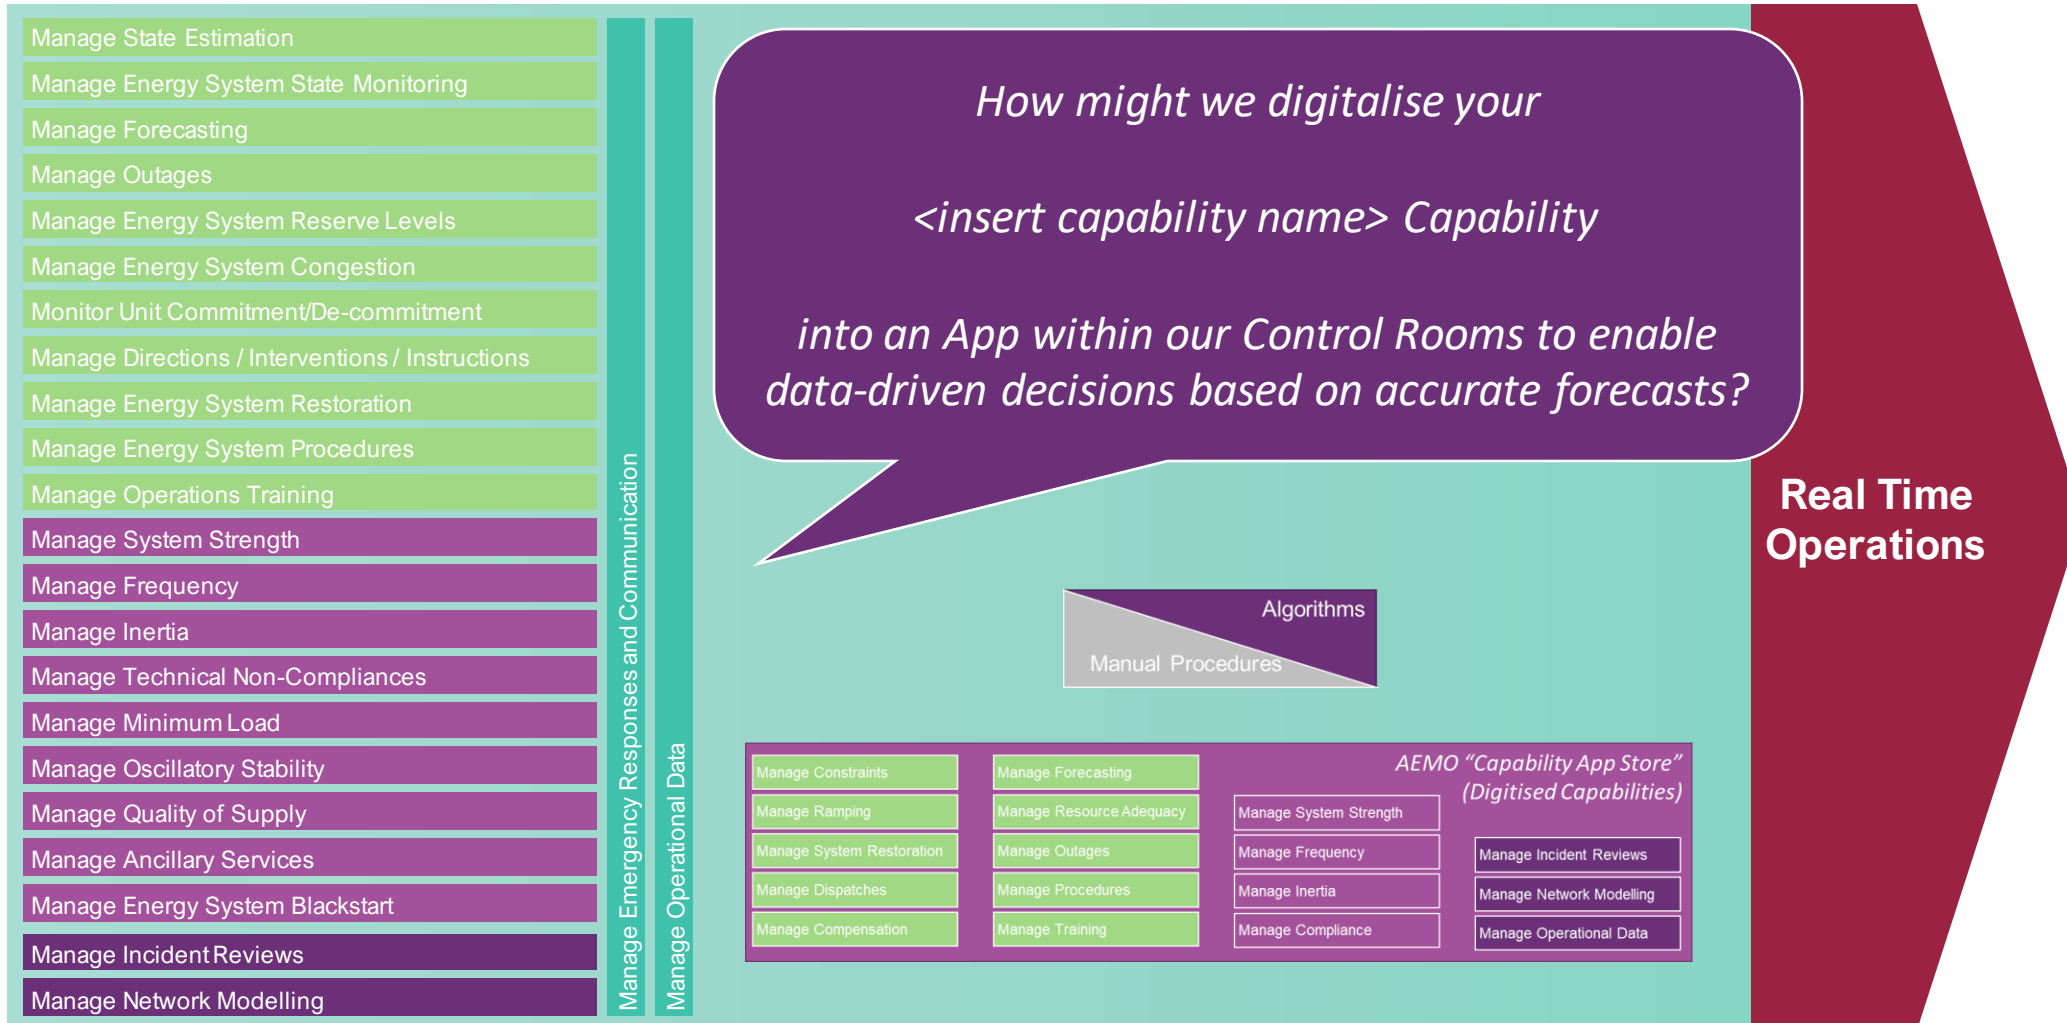 Manage State Estimation
Manage Energy System State Monitoring
Manage Forecasting
Manage Outages
Manage Energy System Reserve Levels
Manage Energy System Congestion
Monitor Unit Commitment/De-commitment
Manage Directions / Interventions / Instructions
Manage Energy System Restoration
Manage Energy System Procedures
Manage Operations Training
Manage System Strength
Manage Frequency
Manage Inertia
Manage Technical Non-Compliances
Manage Minimum Load
Manage Oscillatory Stability
Manage Quality of Supply
Manage Ancillary Services
Manage Energy System Blackstart
Manage Incident Reviews
Manage Network Modelling
Manage Emergency Responses and Communication
Manage Operational Data
How might we digitalise your
<insert capability name> Capability
into an App within our Control Rooms to enable
data-driven decisions based on accurate forecasts?
Algorithms
Manual Procedures
AEMO “Capability App Store”
(Digitised Capabilities)
Manage Constraints
Manage Ramping
Manage System Restoration
Manage Dispatches
Manage Compensation
Manage Forecasting
Manage Resource Adequacy
Manage Outages
Manage Procedures
Manage Training
Manage System Strength
Manage Frequency
Manage Inertia
Manage Compliance
Manage Incident Reviews
Manage Network Modelling
Manage Operational Data
Real Time
Operations